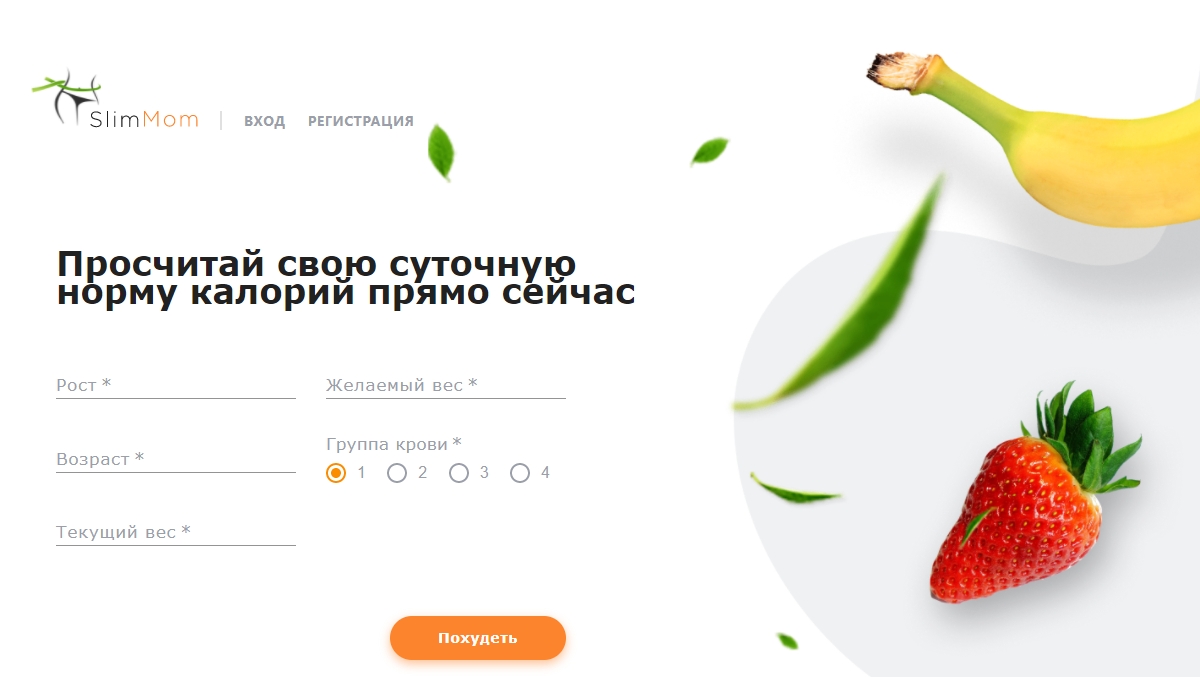 SlimMom
ВХОД
РЕГИСТРАЦИЯ
Просчитай свою суточную
норму калорий прямо сейчас
Рост *
Желаемый вес *
Возраст *
Группа крови *
1 2 3 4
Текущий вес *
Похудеть